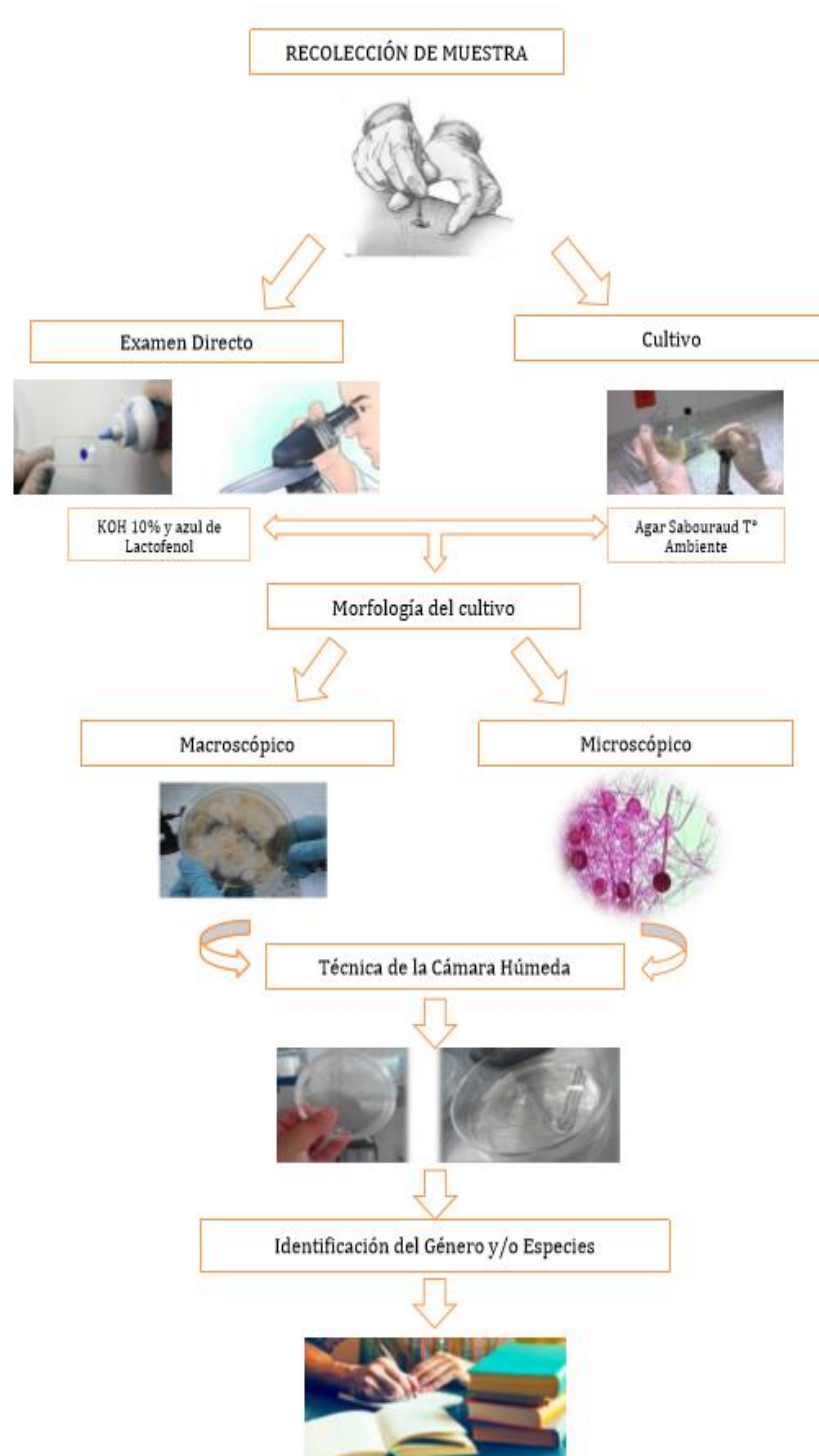 RECOLECCIÓN DE MUESTRA
Examen Directo
Cultivo
KOH 10% y azul de
Lactofenol
Agar Sabouraud T°
Ambiente
Morfología del cultivo
Macroscópico
Microscópico
Técnica de la Cámara Húmeda
Identificación del Género y/o Especies